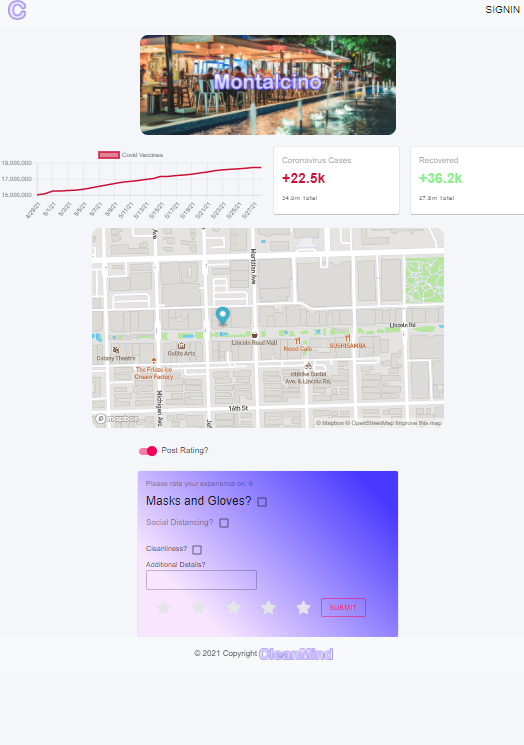 C
SIGNIN
Montalcino
Covid Vaccines
19,000,000
17,000,000
15,000,000
4/29/21 5/1/21 5/3/21 5/5/21 5/7/21 5/9/21 5/11/21 5/13/21 5/15/21 5/17/21 5/19/21 5/21/21 5/23/21 5/25/21 5/27/21
Coronavirus Cases
+22.5k
34.0m Total
Recovered
+36.2k
27.8m Total
Ave
Meridian Ave
Lincoln Rd
Lincoln Road Mall
Colony Theatre
Oolite Arts
Nexxt Cafe
SUSHISAMBA
The Frieze Ice
Cream Factory
citibike Euclid
Ave. & Lincoln Rd.
Michigan Ave
16th St
mapbox
© Mapbox © OpenStreetMap Improve this map
Post Rating?
Please rate your experience on: 6
Masks and Gloves?
Social Distancing?
Cleanliness?
Additional Details?
SUBMIT
© 2021 Copyright CleanMind